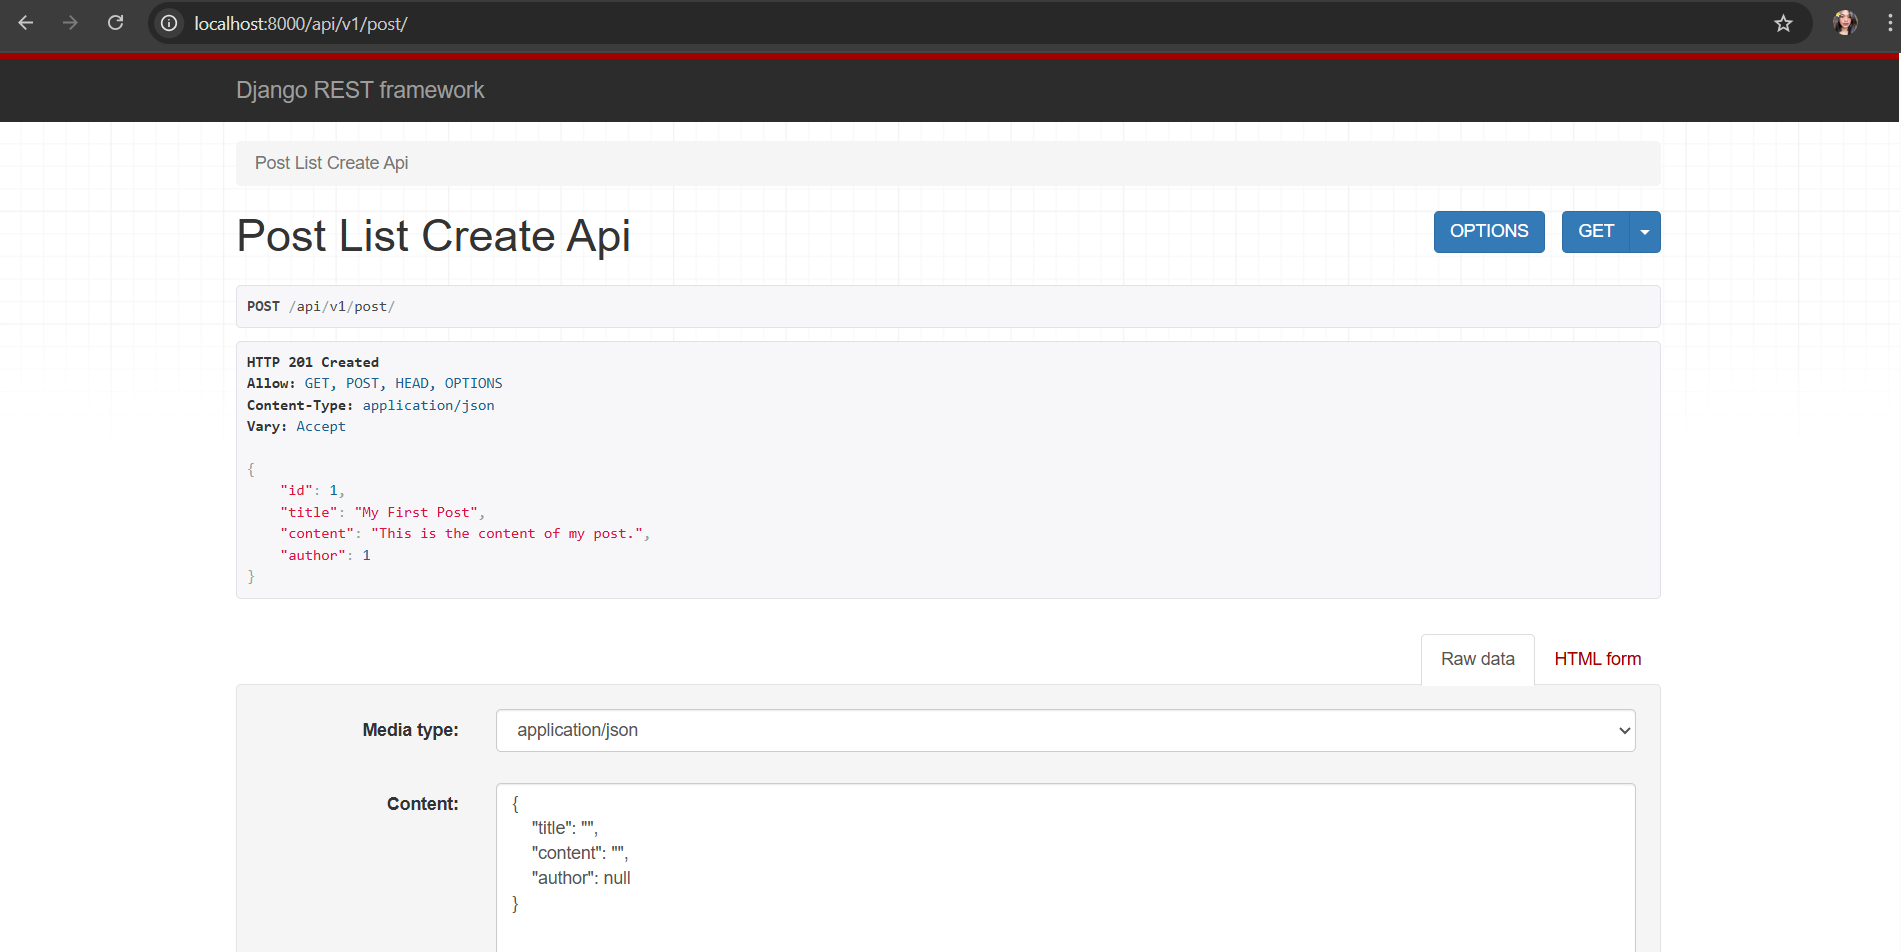 localhost:8000/api/v1/post/
Django REST framework
Post List Create Api
Post List Create Api
OPTIONS
GET
POST /api/v1/post/
HTTP 201 Created
Allow: GET, POST, HEAD, OPTIONS
Content-Type: application/json
Vary: Accept
{
    "id": 1,
    "title": "My First Post",
    "content": "This is the content of my post.",
    "author": 1
}
Raw data
HTML form
Media type:
application/json
Content:
{
    "title": "",
    "content": "",
    "author": null
}